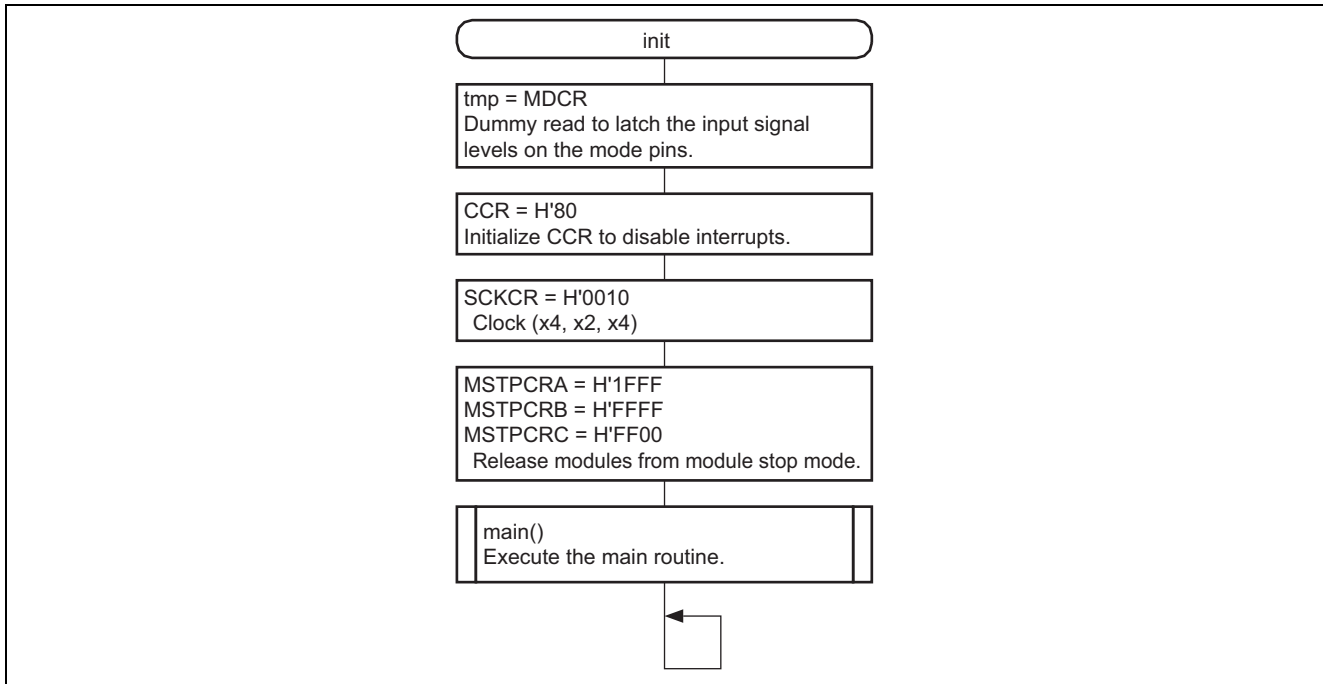 init
tmp = MDCR
Dummy read to latch the input signal
levels on the mode pins.
CCR = H'80
Initialize CCR to disable interrupts.
SCKCR = H'0010
Clock (x4, x2, x4)
MSTPCRA = H'1FFF
MSTPCRB = H'FFFF
MSTPCRC = H'FF00
Release modules from module stop mode.
main()
Execute the main routine.